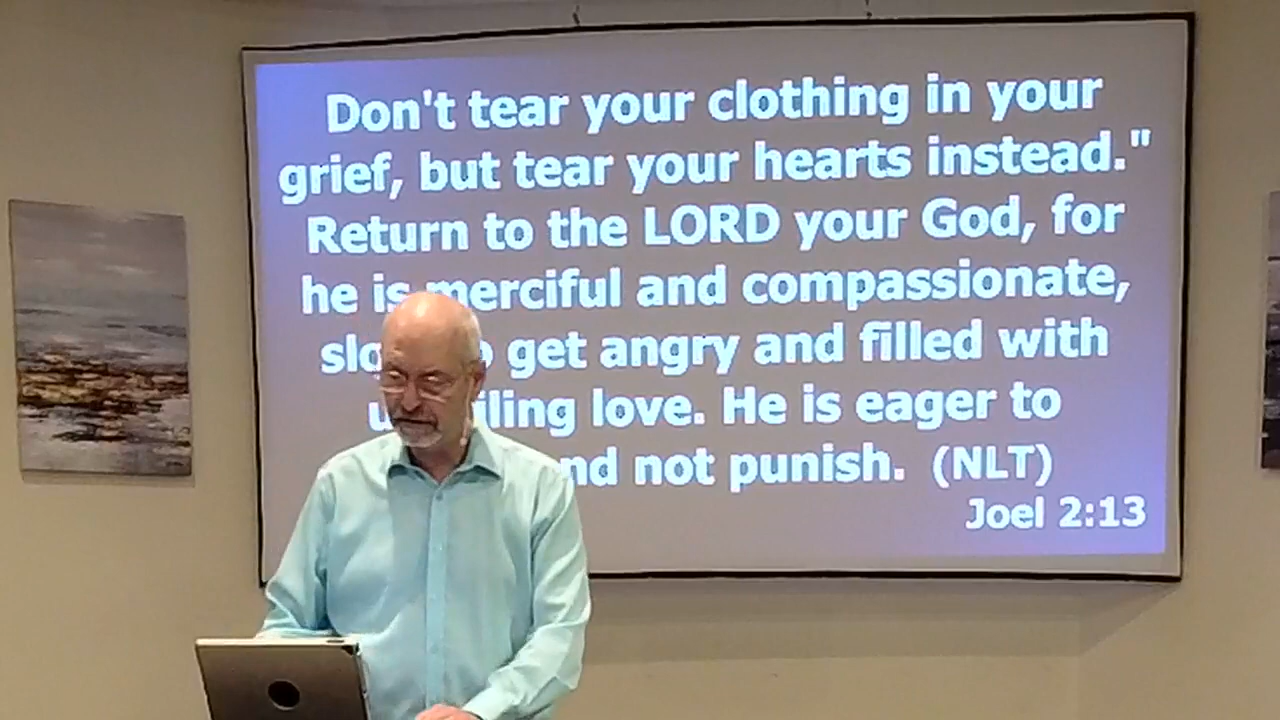 Don't tear your clothing in your
grief, but tear your hearts instead."
Return to the LORD your God, for
he is merciful and compassionate,
get angry and filled with
love. He is eager to
not punish. (NLT)
Joel 2:13